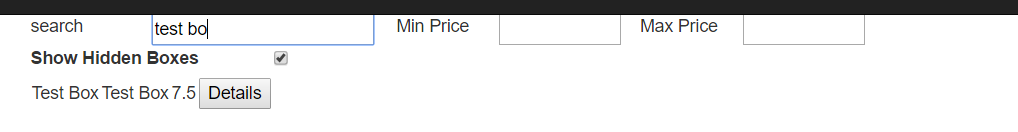 search test bo Min Price Max Price
Show Hidden Boxes
Test Box Test Box 7.5 Details